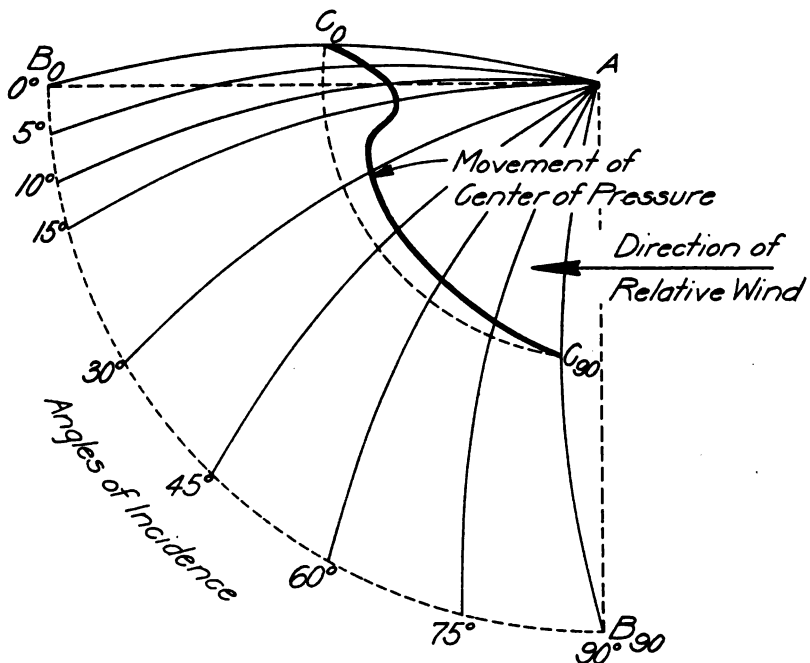 C0
B0
A
0°
5°
10°
15°
Movement of
Center of Pressure
Direction of
Relative Wind
C90
30°
45°
Angles of Incidence
60°
75°
B90
90°